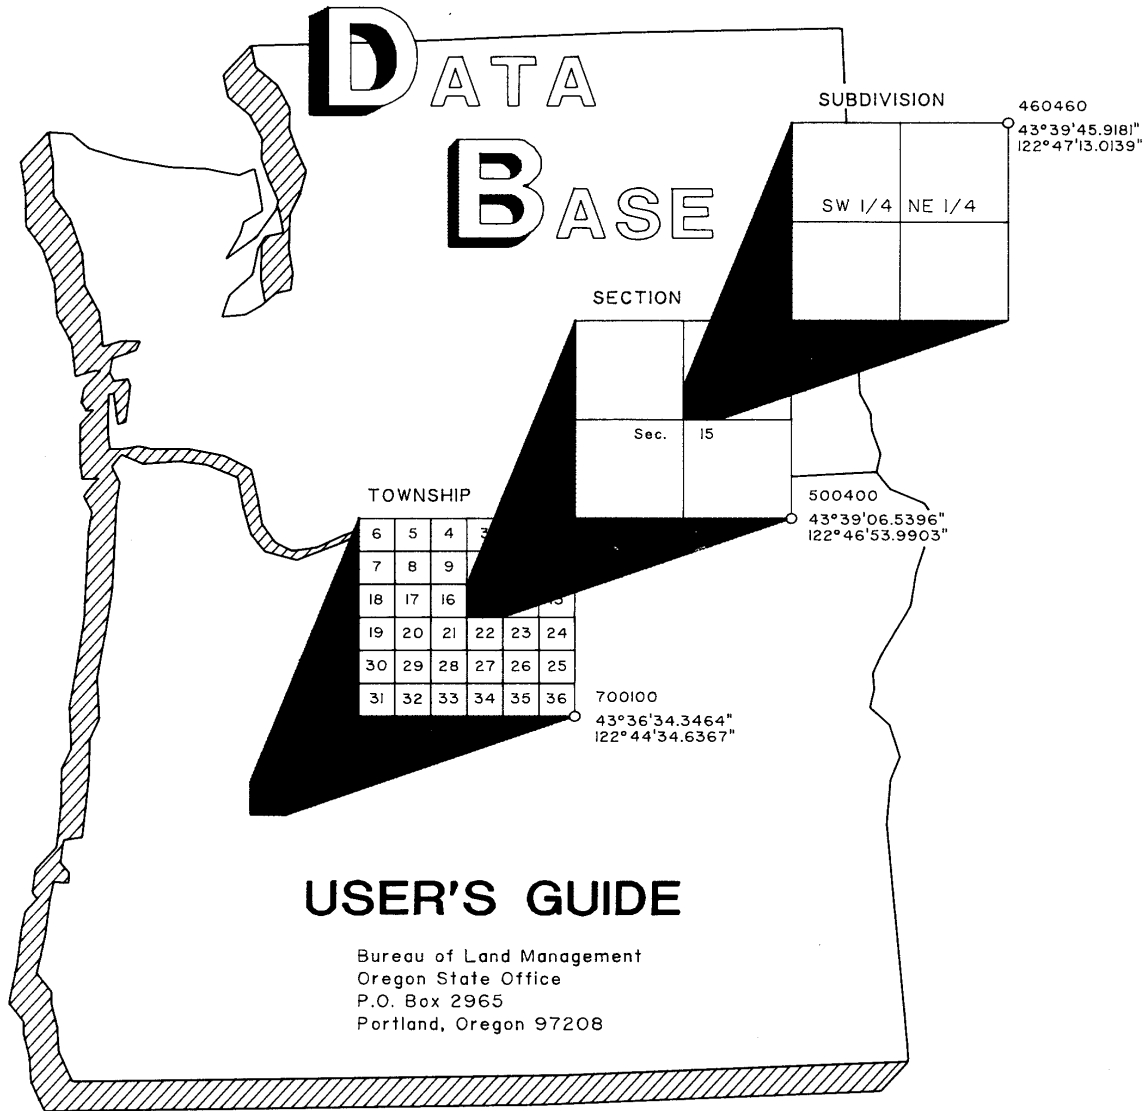 DATA
BASE
SUBDIVISION
460460
43°39'45.9181"
122°47'13.0139"
SW 1/4 NE 1/4
SECTION
Sec. 15
500400
43°39'06.5396"
122°46'53.9903"
TOWNSHIP
6 5 4 3
7 8 9
18 17 16
19 20 21 22 23 24
30 29 28 27 26 25
31 32 33 34 35 36
700100
43°36'34.3464"
122°44'34.6367"
USER'S GUIDE
Bureau of Land Management
Oregon State Office
P.O. Box 2965
Portland, Oregon 97208